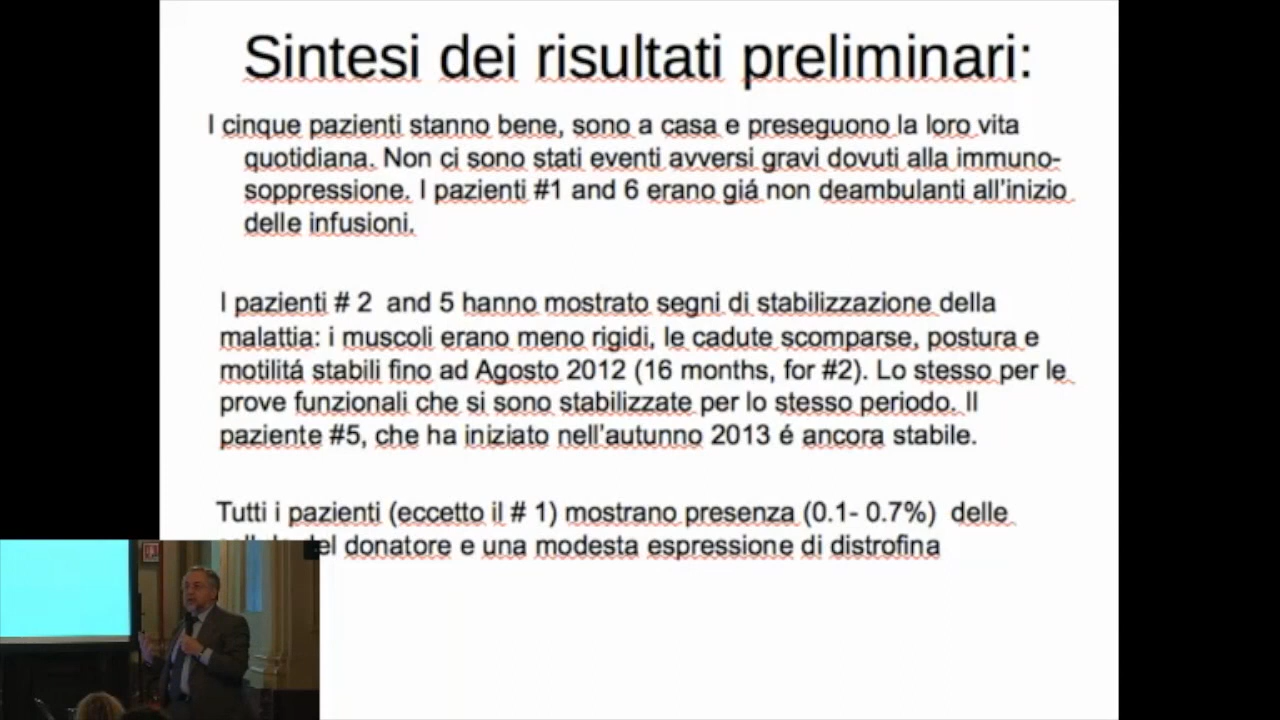 Sintesi dei risultati preliminari:
I cinque pazienti stanno bene, sono a casa e preseguono la loro vita
quotidiana. Non ci sono stati eventi avversi gravi dovuti alla immuno-
soppressione. I pazienti #1 and 6 erano giá non deambulanti all'inizio
delle infusioni.
I pazienti # 2 and 5 hanno mostrato segni di stabilizzazione della
malattia: i muscoli erano meno rigidi, le cadute scomparse, postura e
motilitá stabili fino ad Agosto 2012 (16 months, for #2). Lo stesso per le
prove funzionali che si sono stabilizzate per lo stesso periodo. Il
paziente #5, che ha iniziato nell'autunno 2013 é ancora stabile.
Tutti i pazienti (eccetto il # 1) mostrano presenza (0.1- 0.7%) delle
del donatore e una modesta espressione di distrofina